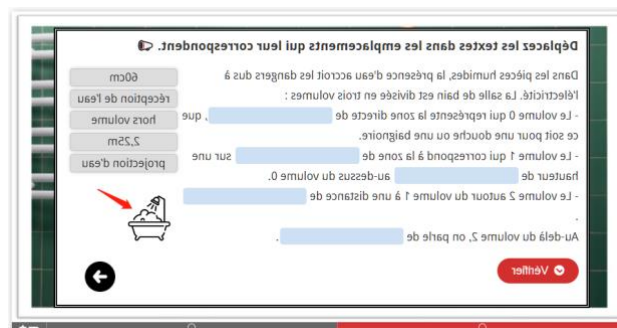 Déplacez les textes dans les emplacements qui leur correspondent.
Dans les pièces humides, la présence d'eau accroit les dangers dus à
l'électricité. La salle de bain est divisée en trois volumes :
- Le volume 0 qui représente la zone directe de , que
ce soit pour une douche ou une baignoire.
- Le volume 1 qui correspond à la zone de sur une
hauteur de au-dessus du volume 0.
- Le volume 2 autour du volume 1 à une distance de
.
Au-delà du volume 2, on parle de .
Vérifier
60cm
réception de l'eau
hors volume
2,25m
projection d'eau